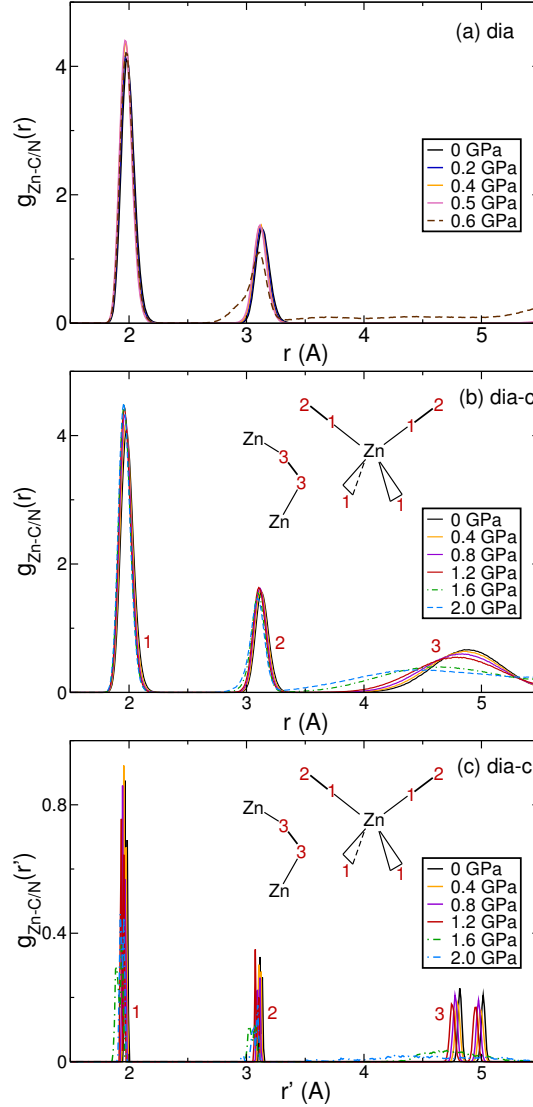 (a) dia
4
2
0
g_Zn-C/N(r)
0 GPa
0.2 GPa
0.4 GPa
0.5 GPa
0.6 GPa
2 3 4 5
r (A)
(b) dia-c
4
2
0
g_Zn-C/N(r)
2 2
1 1
Zn Zn
3
3
1 1
Zn
0 GPa
0.4 GPa
0.8 GPa
1.2 GPa
1.6 GPa
2.0 GPa
1 2 3
2 3 4 5
r (A)
(c) dia-c
0.8
0.4
0
g_Zn-C/N(r')
2 2
1 1
Zn Zn
3
3
1 1
Zn
0 GPa
0.4 GPa
0.8 GPa
1.2 GPa
1.6 GPa
2.0 GPa
1 2 3
2 3 4 5
r' (A)